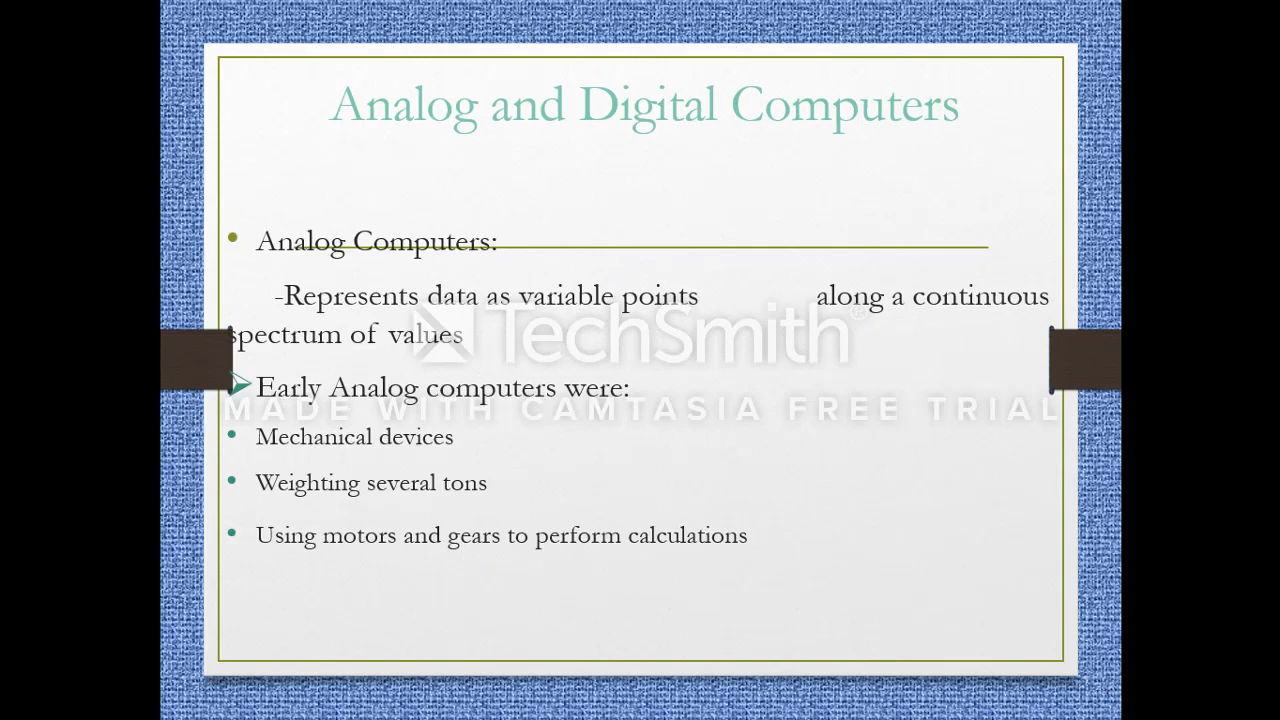 Analog and Digital Computers
• Analog Computers:
-Represents data as variable points along a continuous
spectrum of values
TechSmith®
➢Early Analog computers were:
MADE WITH CAMTASIA FREE TRIAL
• Mechanical devices
• Weighting several tons
• Using motors and gears to perform calculations